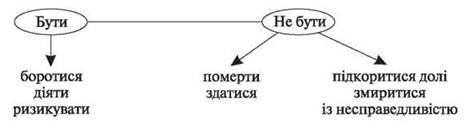 Бути Не бути
боротися померти підкоритися долі
діяти здатися змиритися
ризикувати із несправедливістю